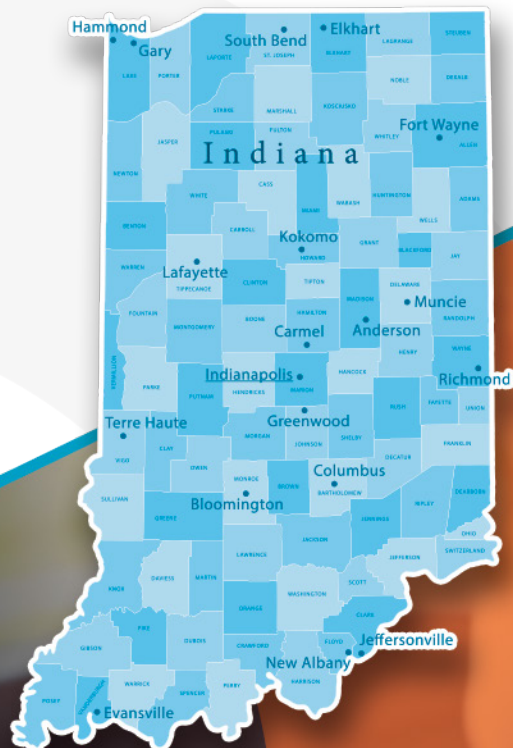 Hammond
Gary
South Bend
Elkhart
STEUBEN
LAGRANGE
LAKE
PORTER
LAPORTE
ST. JOSEPH
ELKHART
NOBLE
DEKALB
STARKE
MARSHALL
KOSCIUSKO
Fort Wayne
ALLEN
WHITLEY
JASPER
PULASKI
FULTON
Indiana
NEWTON
CASS
MIAMI
WABASH
HUNTINGTON
WELLS
ADAMS
WHITE
BENTON
CARROLL
Kokomo
HOWARD
GRANT
BLACKFORD
JAY
WARREN
Lafayette
TIPPECANOE
CLINTON
TIPTON
MADISON
DELAWARE
Muncie
RANDOLPH
FOUNTAIN
MONTGOMERY
BOONE
HAMILTON
Carmel
Anderson
HENRY
WAYNE
Richmond
VERMILLION
PARKE
PUTNAM
Indianapolis
HENDRICKS
MARION
HANCOCK
RUSH
FAYETTE
UNION
Terre Haute
VIGO
CLAY
OWEN
MORGAN
Greenwood
JOHNSON
SHELBY
DECATUR
FRANKLIN
SULLIVAN
GREENE
MONROE
Bloomington
BROWN
Columbus
BARTHOLOMEW
JENNINGS
RIPLEY
DEARBORN
OHIO
SWITZERLAND
JEFFERSON
JACKSON
LAWRENCE
KNOX
DAVIESS
MARTIN
ORANGE
WASHINGTON
SCOTT
CLARK
GIBSON
PIKE
DUBOIS
CRAWFORD
FLOYD
Jeffersonville
New Albany
HARRISON
POSEY
VANDERBURGH
WARRICK
SPENCER
PERRY
Evansville